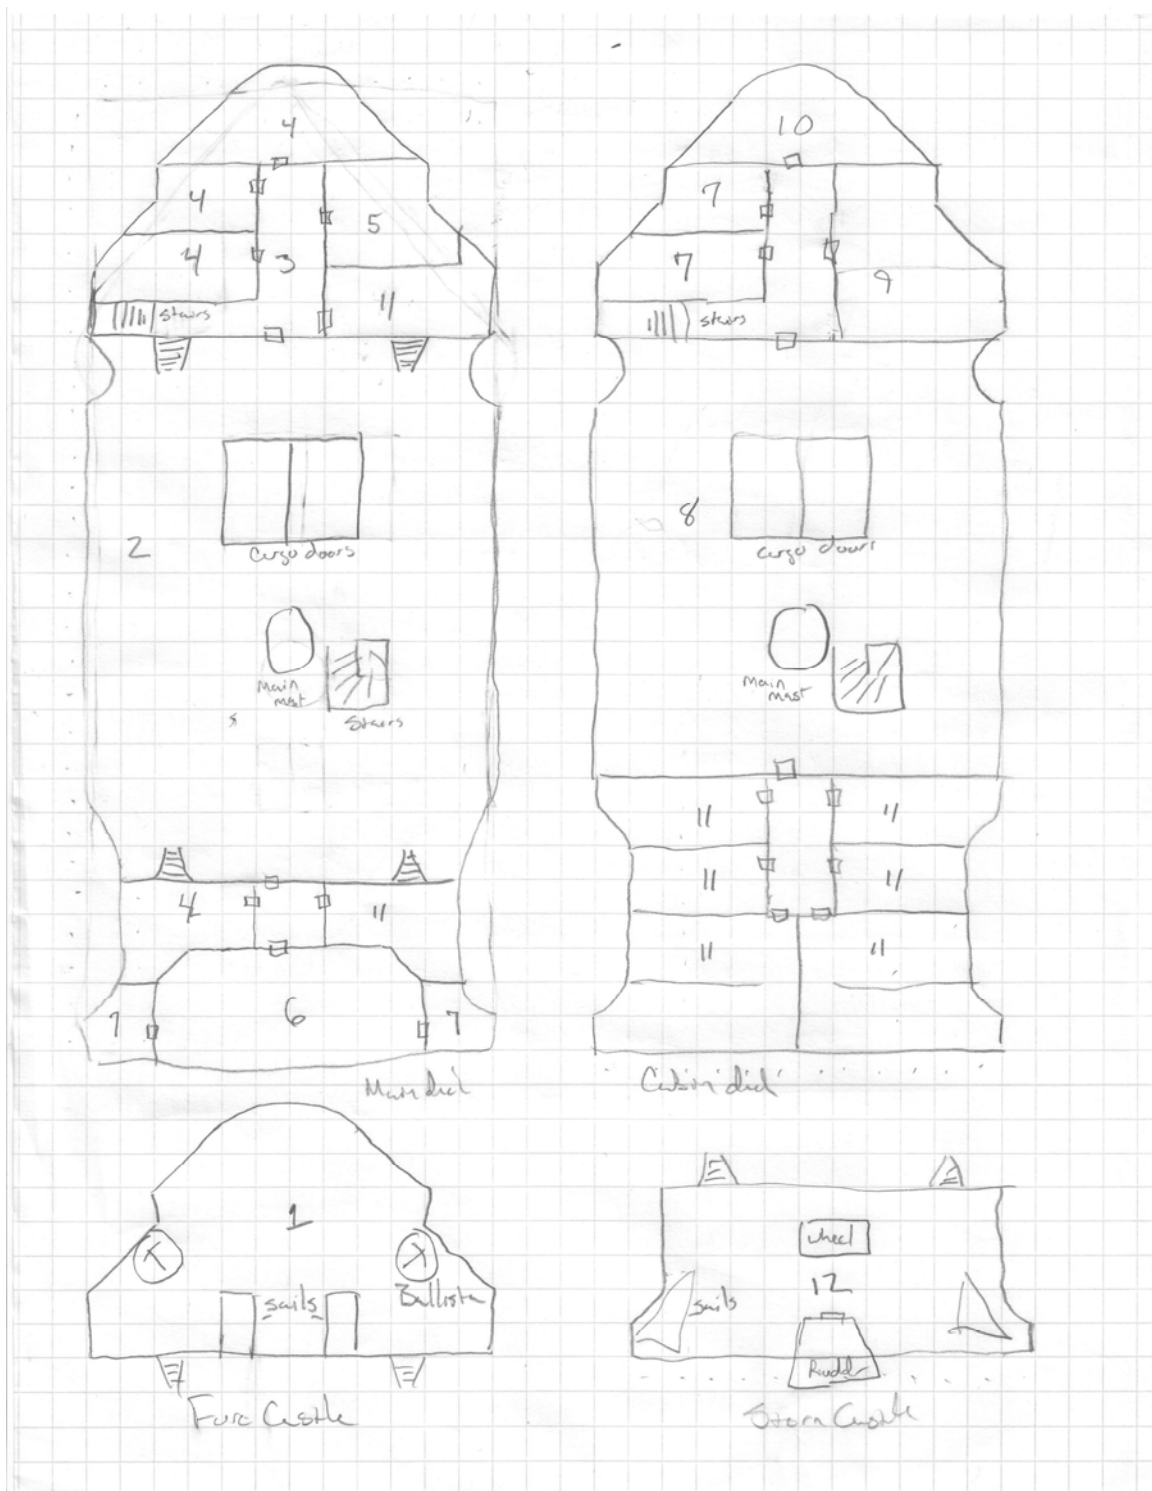 4
4
5
4
3
11
stairs
2
Cargo doors
Main
mast
Stairs
4
11
7
6
7
10
7
7
9
stairs
8
Cargo doors
Main
mast
11
11
11
11
11
11
1
X
X
sails
Ballista
Fore Castle
wheel
12
sails
Rudder
Stern Castle